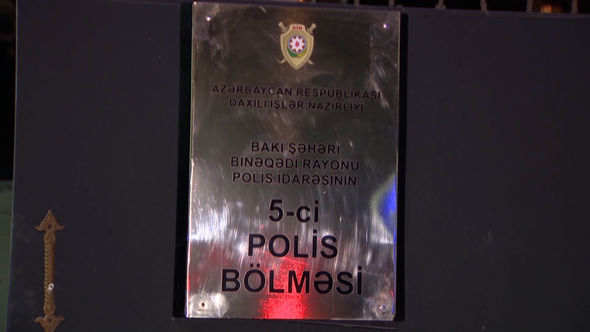 AZƏRBAYCAN RESPUBLİKASI
DAXİLİ İŞLƏR NAZİRLİYİ
BAKI ŞƏHƏRİ
BİNƏQƏDİ RAYONU
POLİS İDARƏSİNİN
5-ci
POLİS
BÖLMƏSİ